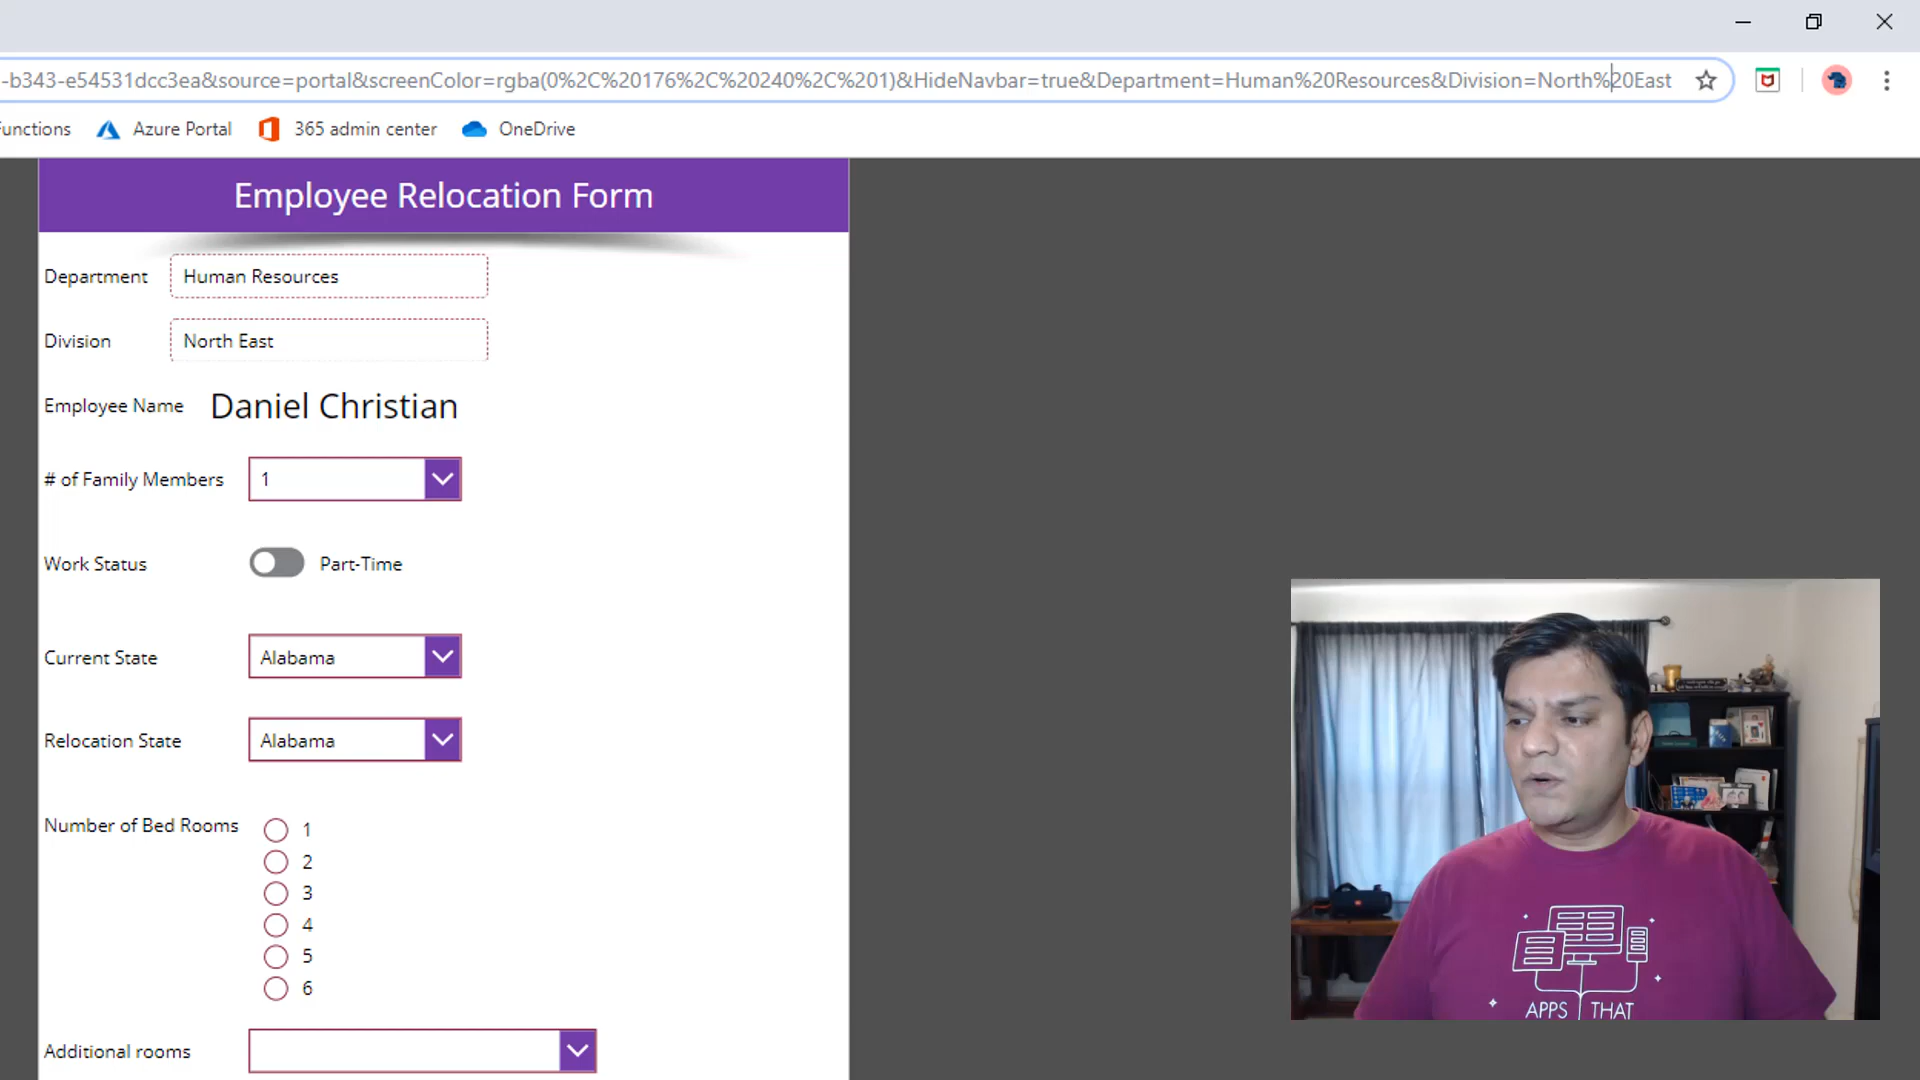 -b343-e54531dcc3ea&source=portal&screenColor=rgba(0%2C%20176%2C%20240%2C%201)&HideNavbar=true&Department=Human%20Resources&Division=North%20East
unctions Azure Portal 365 admin center OneDrive
Employee Relocation Form
Department Human Resources
Division North East
Employee Name Daniel Christian
# of Family Members 1
Work Status Part-Time
Current State Alabama
Relocation State Alabama
Number of Bed Rooms 1
2
3
4
5
6
Additional rooms
APPS THAT